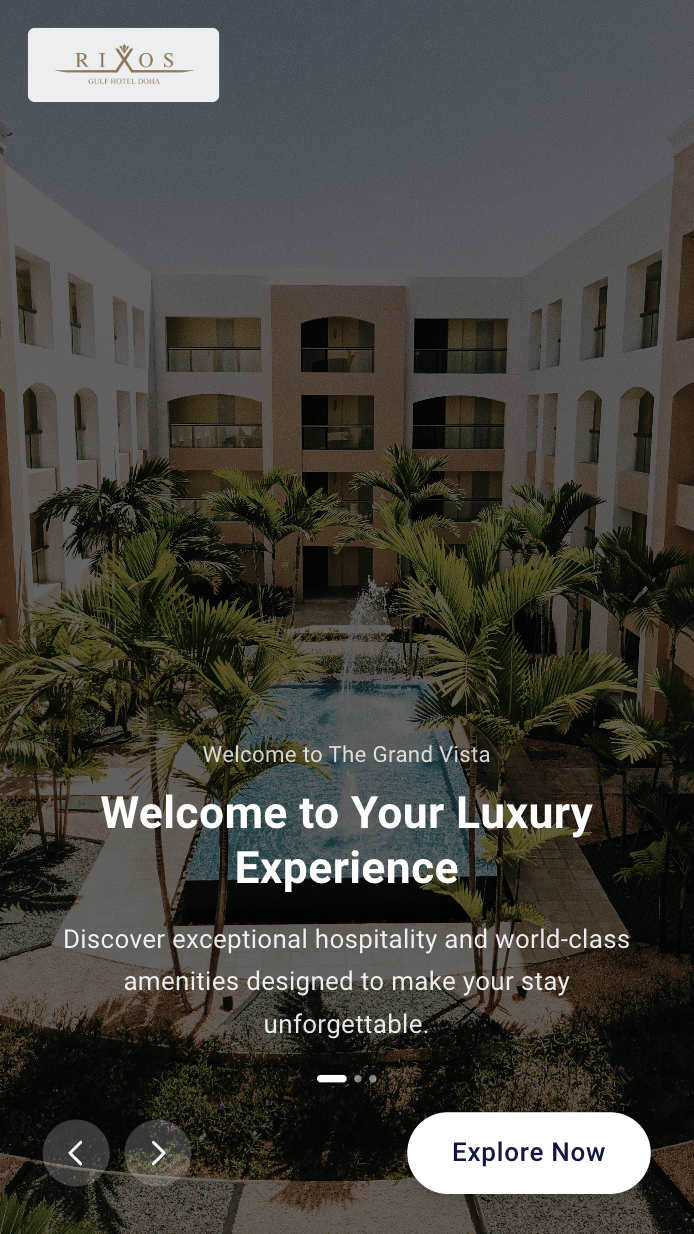 RIXOS
GULF HOTEL DOHA
Welcome to The Grand Vista
Welcome to Your Luxury
Experience
Discover exceptional hospitality and world-class
amenities designed to make your stay
unforgettable.
Explore Now